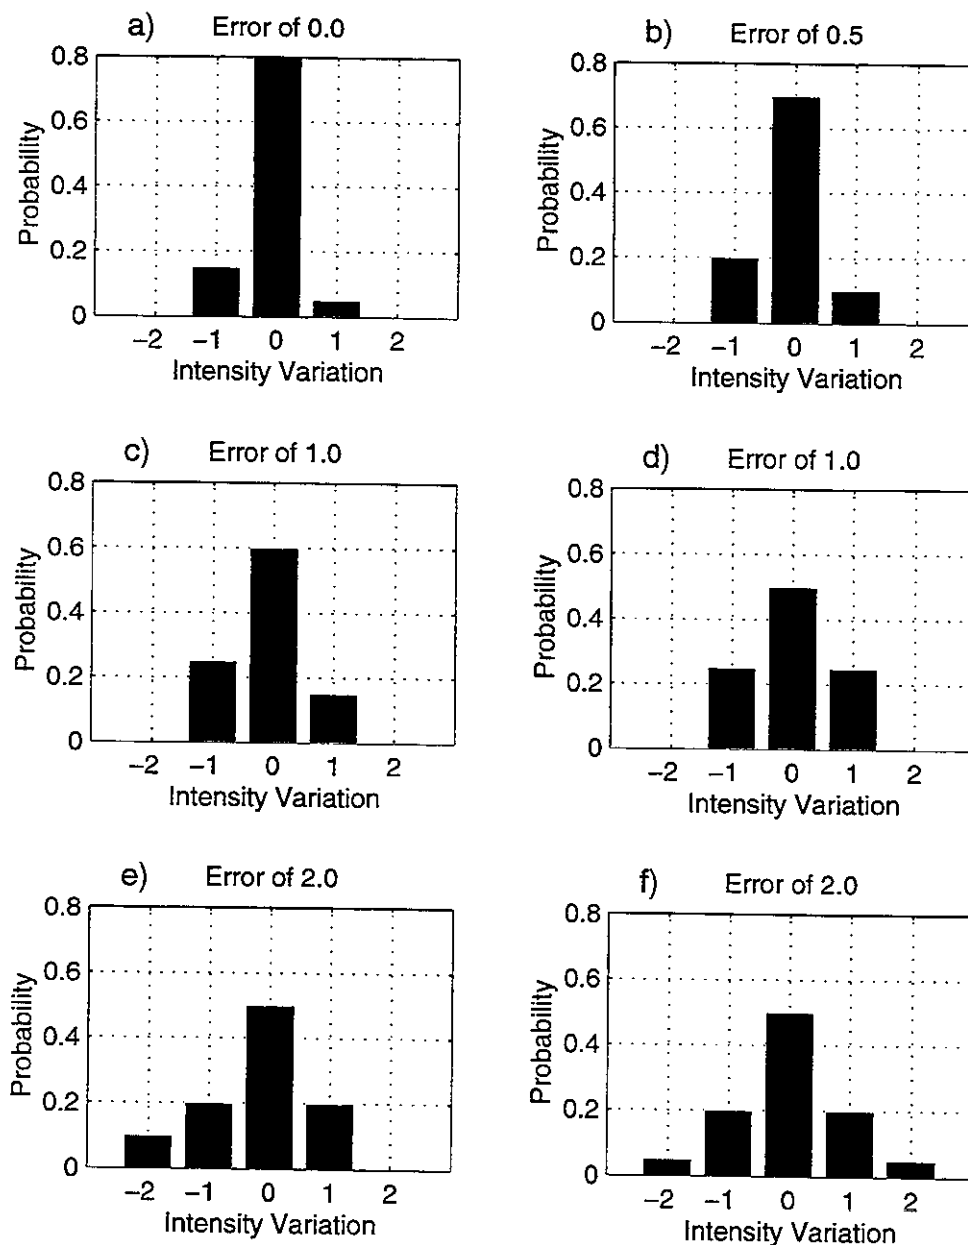 a) Error of 0.0
0.8
0.6
0.4
0.2
0
Probability
−2 −1 0 1 2
Intensity Variation
b) Error of 0.5
0.8
0.6
0.4
0.2
0
Probability
−2 −1 0 1 2
Intensity Variation
c) Error of 1.0
0.8
0.6
0.4
0.2
0
Probability
−2 −1 0 1 2
Intensity Variation
d) Error of 1.0
0.8
0.6
0.4
0.2
0
Probability
−2 −1 0 1 2
Intensity Variation
e) Error of 2.0
0.8
0.6
0.4
0.2
0
Probability
−2 −1 0 1 2
Intensity Variation
f) Error of 2.0
0.8
0.6
0.4
0.2
0
Probability
−2 −1 0 1 2
Intensity Variation